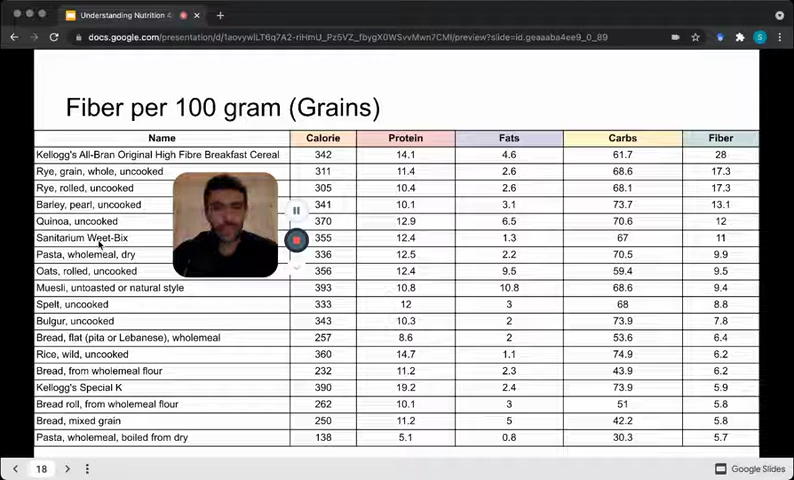 Understanding Nutrition
docs.google.com/presentation/d/1aovywlLT6q7A2-riHmU_Pz5VZ_fbygX0WSvvMwn7CMI/preview?slide=id.geaaaba4ee9_0_89
S
Fiber per 100 gram (Grains)
Name Calorie Protein Fats Carbs Fiber
Kellogg's All-Bran Original High Fibre Breakfast Cereal 342 14.1 4.6 61.7 28
Rye, grain, whole, uncooked 311 11.4 2.6 68.6 17.3
Rye, rolled, uncooked 305 10.4 2.6 68.1 17.3
Barley, pearl, uncooked 341 10.1 3.1 73.7 13.1
Quinoa, uncooked 370 12.9 6.5 70.6 12
Sanitarium Weet-Bix 355 12.4 1.3 67 11
Pasta, wholemeal, dry 336 12.5 2.2 70.5 9.9
Oats, rolled, uncooked 356 12.4 9.5 59.4 9.5
Muesli, untoasted or natural style 393 10.8 10.8 68.6 9.4
Spelt, uncooked 333 12 3 68 8.8
Bulgur, uncooked 343 10.3 2 73.9 7.8
Bread, flat (pita or Lebanese), wholemeal 257 8.6 2 53.6 6.4
Rice, wild, uncooked 360 14.7 1.1 74.9 6.2
Bread, from wholemeal flour 232 11.2 2.3 43.9 6.2
Kellogg's Special K 390 19.2 2.4 73.9 5.9
Bread roll, from wholemeal flour 262 10.1 3 51 5.8
Bread, mixed grain 250 11.2 5 42.2 5.8
Pasta, wholemeal, boiled from dry 138 5.1 0.8 30.3 5.7
18
Google Slides